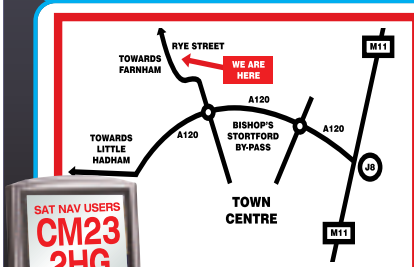 RYE STREET
M11
TOWARDS
FARNHAM
WE ARE
HERE
A120
BISHOP'S
STORTFORD
BY-PASS
A120
A120
TOWARDS
LITTLE
HADHAM
J8
TOWN
CENTRE
SAT NAV USERS
CM23
2HG
M11